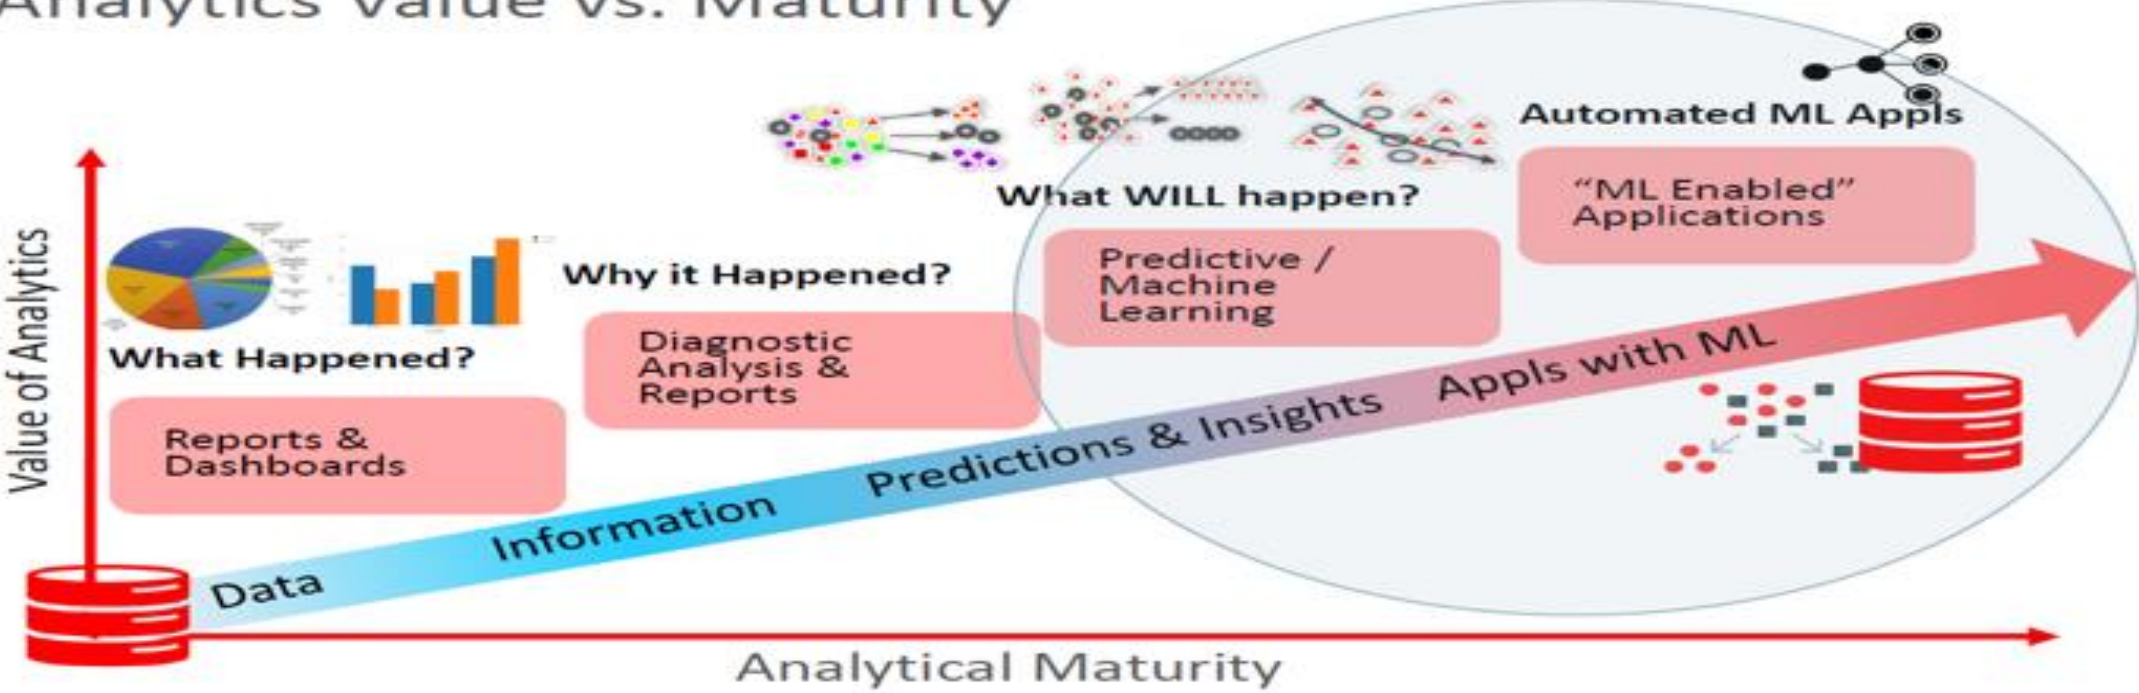 Analytics Value vs. Maturity
Automated ML Appls
"ML Enabled"
Applications
What WILL happen?
Predictive /
Machine
Learning
Why it Happened?
Diagnostic
Analysis &
Reports
What Happened?
Reports &
Dashboards
Value of Analytics
Data
Information
Predictions & Insights
Appls with ML
Analytical Maturity